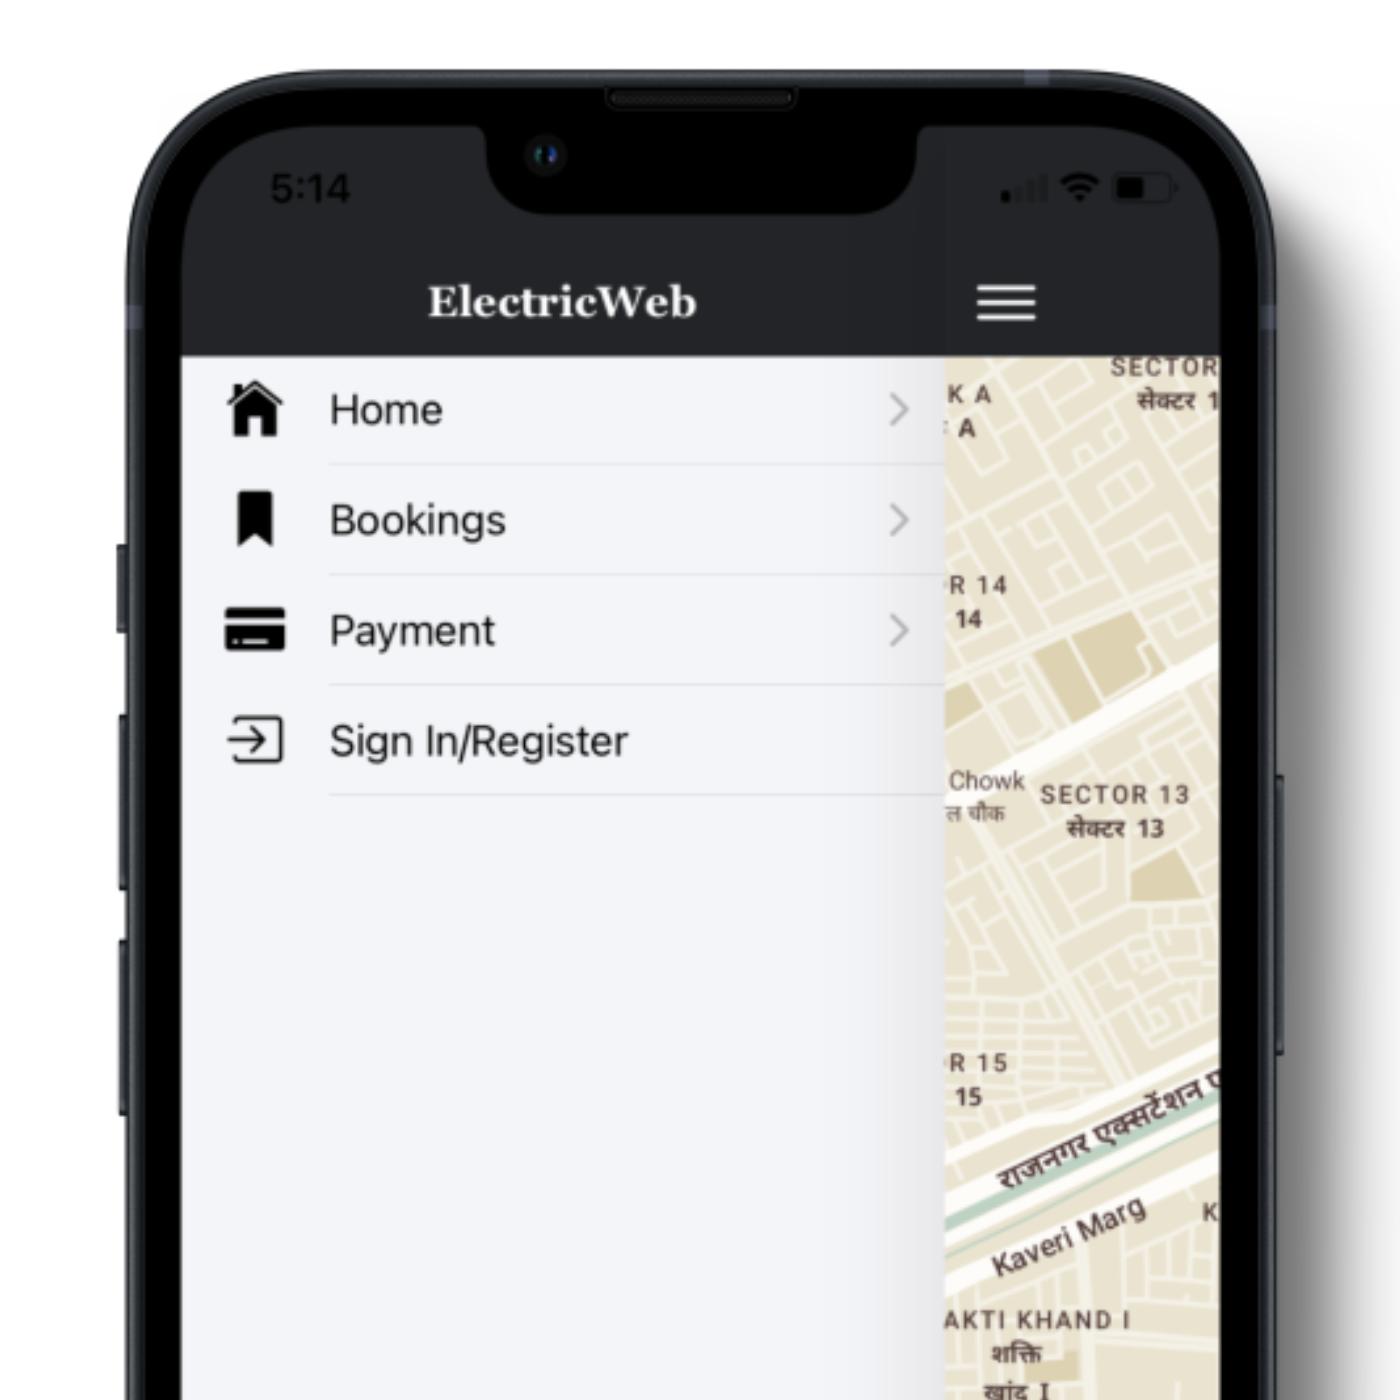 5:14
ElectricWeb
Home
Bookings
Payment
Sign In/Register
SECTOR
सेक्टर 1
K A
A
R 14
14
Chowk
ल चौक
SECTOR 13
सेक्टर 13
R 15
15
राजनगर एक्सटेंशन ए
Kaveri Marg
K
AKTI KHAND I
शक्ति
खांड I